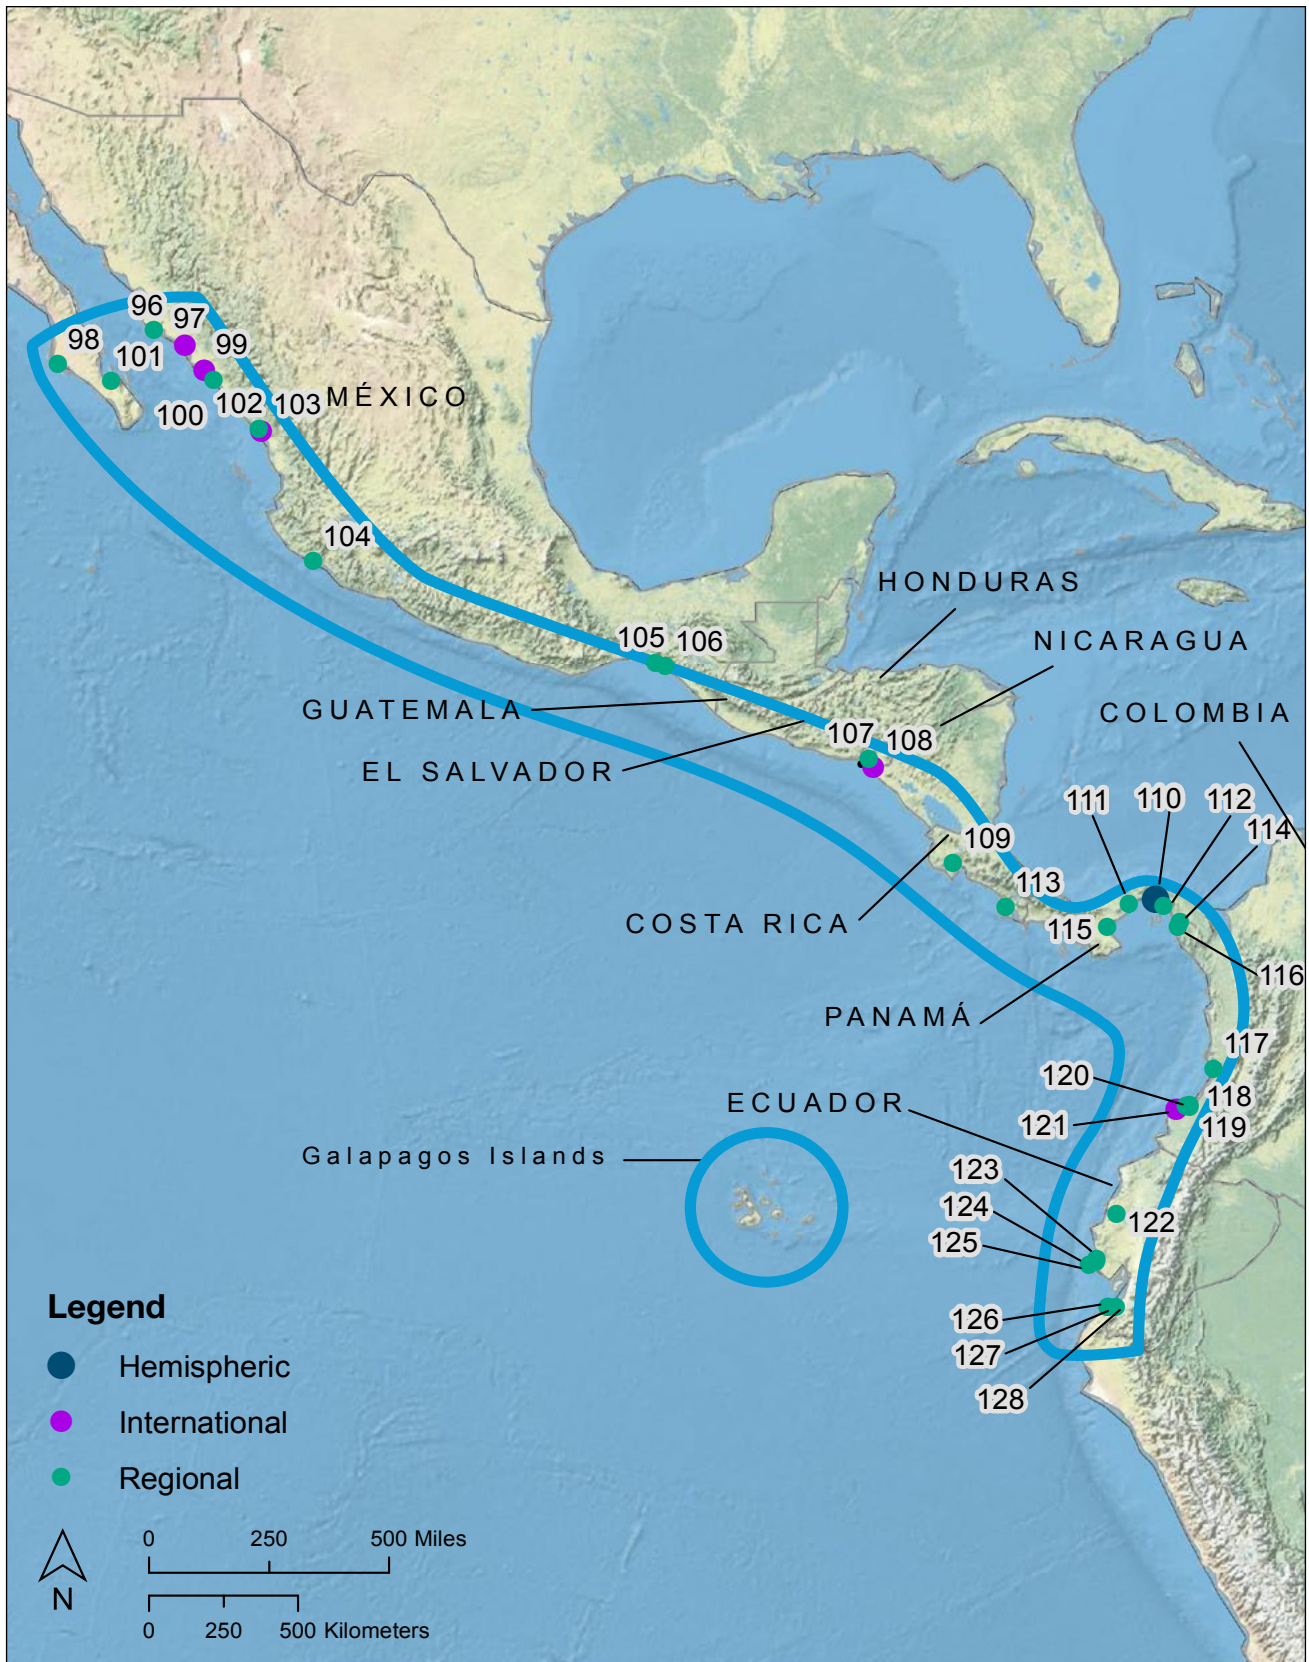 96
97
98
99
101
100
102
103
MÉXICO
104
HONDURAS
105
106
NICARAGUA
GUATEMALA
COLOMBIA
107
108
EL SALVADOR
111
110
112
114
109
113
COSTA RICA
115
116
PANAMÁ
117
120
118
ECUADOR
121
119
Galapagos Islands
123
124
122
125
126
127
128
Legend
Hemispheric
International
Regional
0 250 500 Miles
N
0 250 500 Kilometers